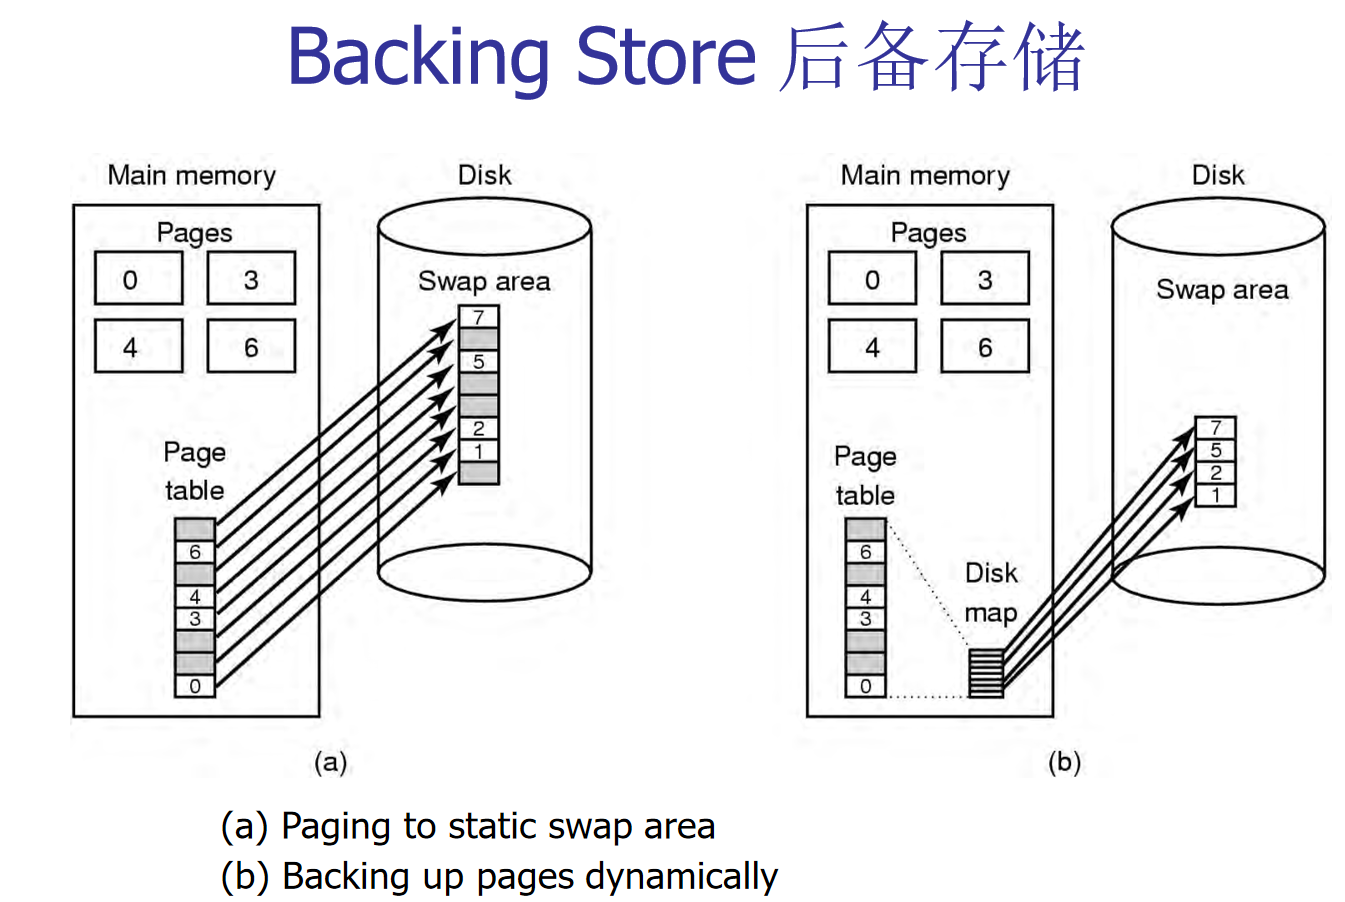 Backing Store 后备存储
Main memory
Disk
Pages
0 3
4 6
Swap area
7
5
2
1
Page
table
6
4
3
0
(a)
Main memory
Disk
Pages
0 3
4 6
Swap area
7
5
2
1
Page
table
6
4
3
0
Disk
map
(b)
(a) Paging to static swap area
(b) Backing up pages dynamically